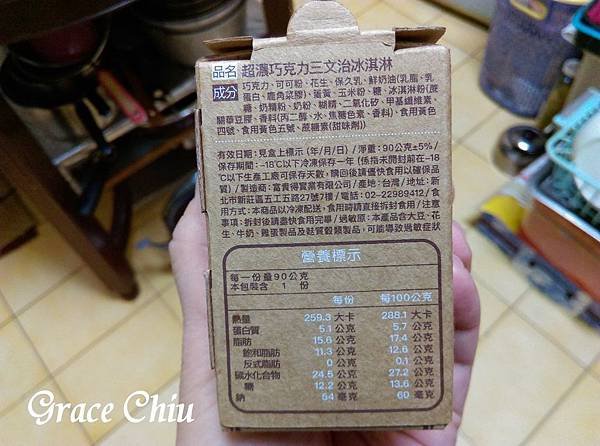 品名 超濃巧克力三文治冰淇淋
成分 巧克力、可可粉、花生、保久乳、鮮奶油(乳脂、乳
蛋白、鹿角菜膠)、蛋黃、玉米粉、糖、冰淇淋粉(蔗
糖、奶精粉、奶粉、糊精、二氧化矽、甲基纖維素、
關華豆膠、香料(丙二醇、水、焦糖色素、香料)、食用黃色
四號、食用黃色五號、蔗糖素(甜味劑))
有效日期：見盒上標示 (年/月/日) / 淨重：90公克±5% /
保存期限：-18℃以下冷凍保存一年 (係指未開封前在-18
℃以下生產工廠可保存天數，購回後請儘快食用以確保品
質) / 製造商：富貴得實業有限公司 / 產地：台灣 / 地址：新
北市新莊區五工五路27號7樓 / 電話：02-22989412 / 食
用方式：本商品以冷凍配送，食用時請直接拆封食用 / 注意
事項：拆封後請盡快食用完畢 / 過敏原：本產品含大豆、花
生、牛奶、雞蛋製品及麩質穀類製品，可能導致過敏症狀
營養標示
每一份量90公克
本包裝含 1 份
每份 每100公克
熱量 259.3 大卡 288.1 大卡
蛋白質 5.1 公克 5.7 公克
脂肪 15.6 公克 17.4 公克
飽和脂肪 11.3 公克 12.6 公克
反式脂肪 0 公克 0.1 公克
碳水化合物 24.5 公克 27.2 公克
糖 12.2 公克 13.6 公克
鈉 54 毫克 60 毫克
Grace Chiu